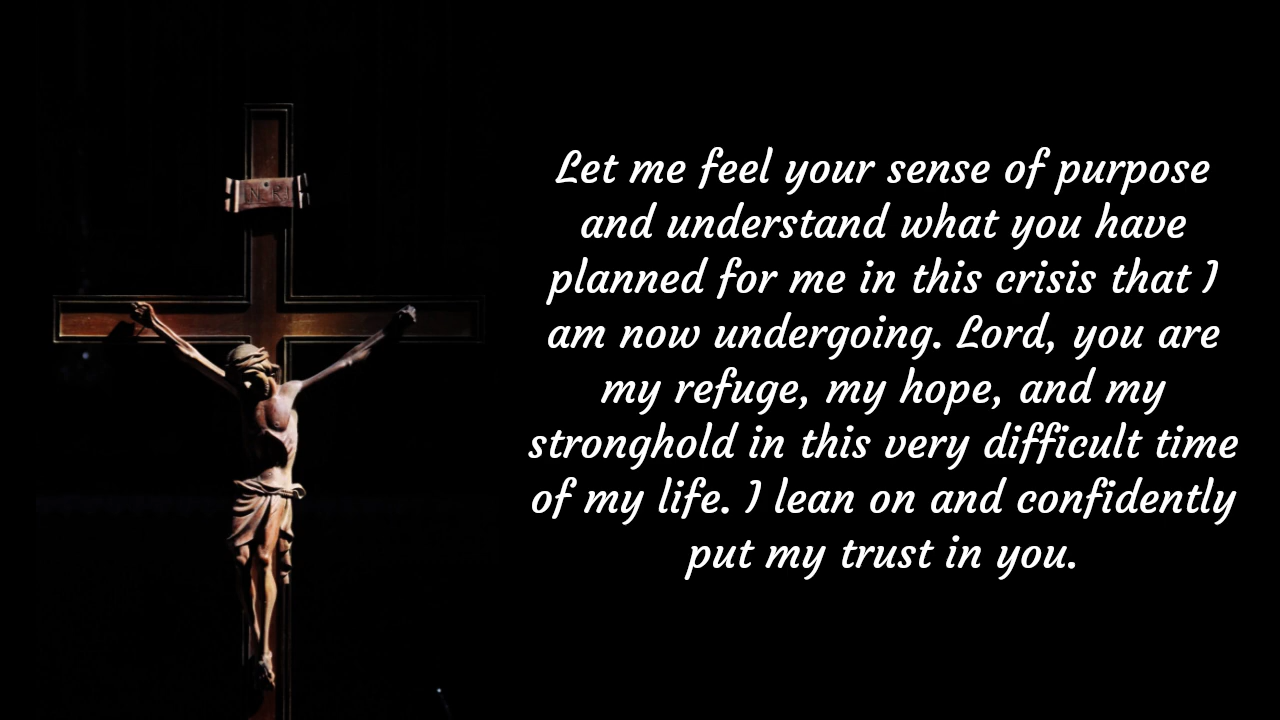 INRI
Let me feel your sense of purpose
and understand what you have
planned for me in this crisis that I
am now undergoing. Lord, you are
my refuge, my hope, and my
stronghold in this very difficult time
of my life. I lean on and confidently
put my trust in you.